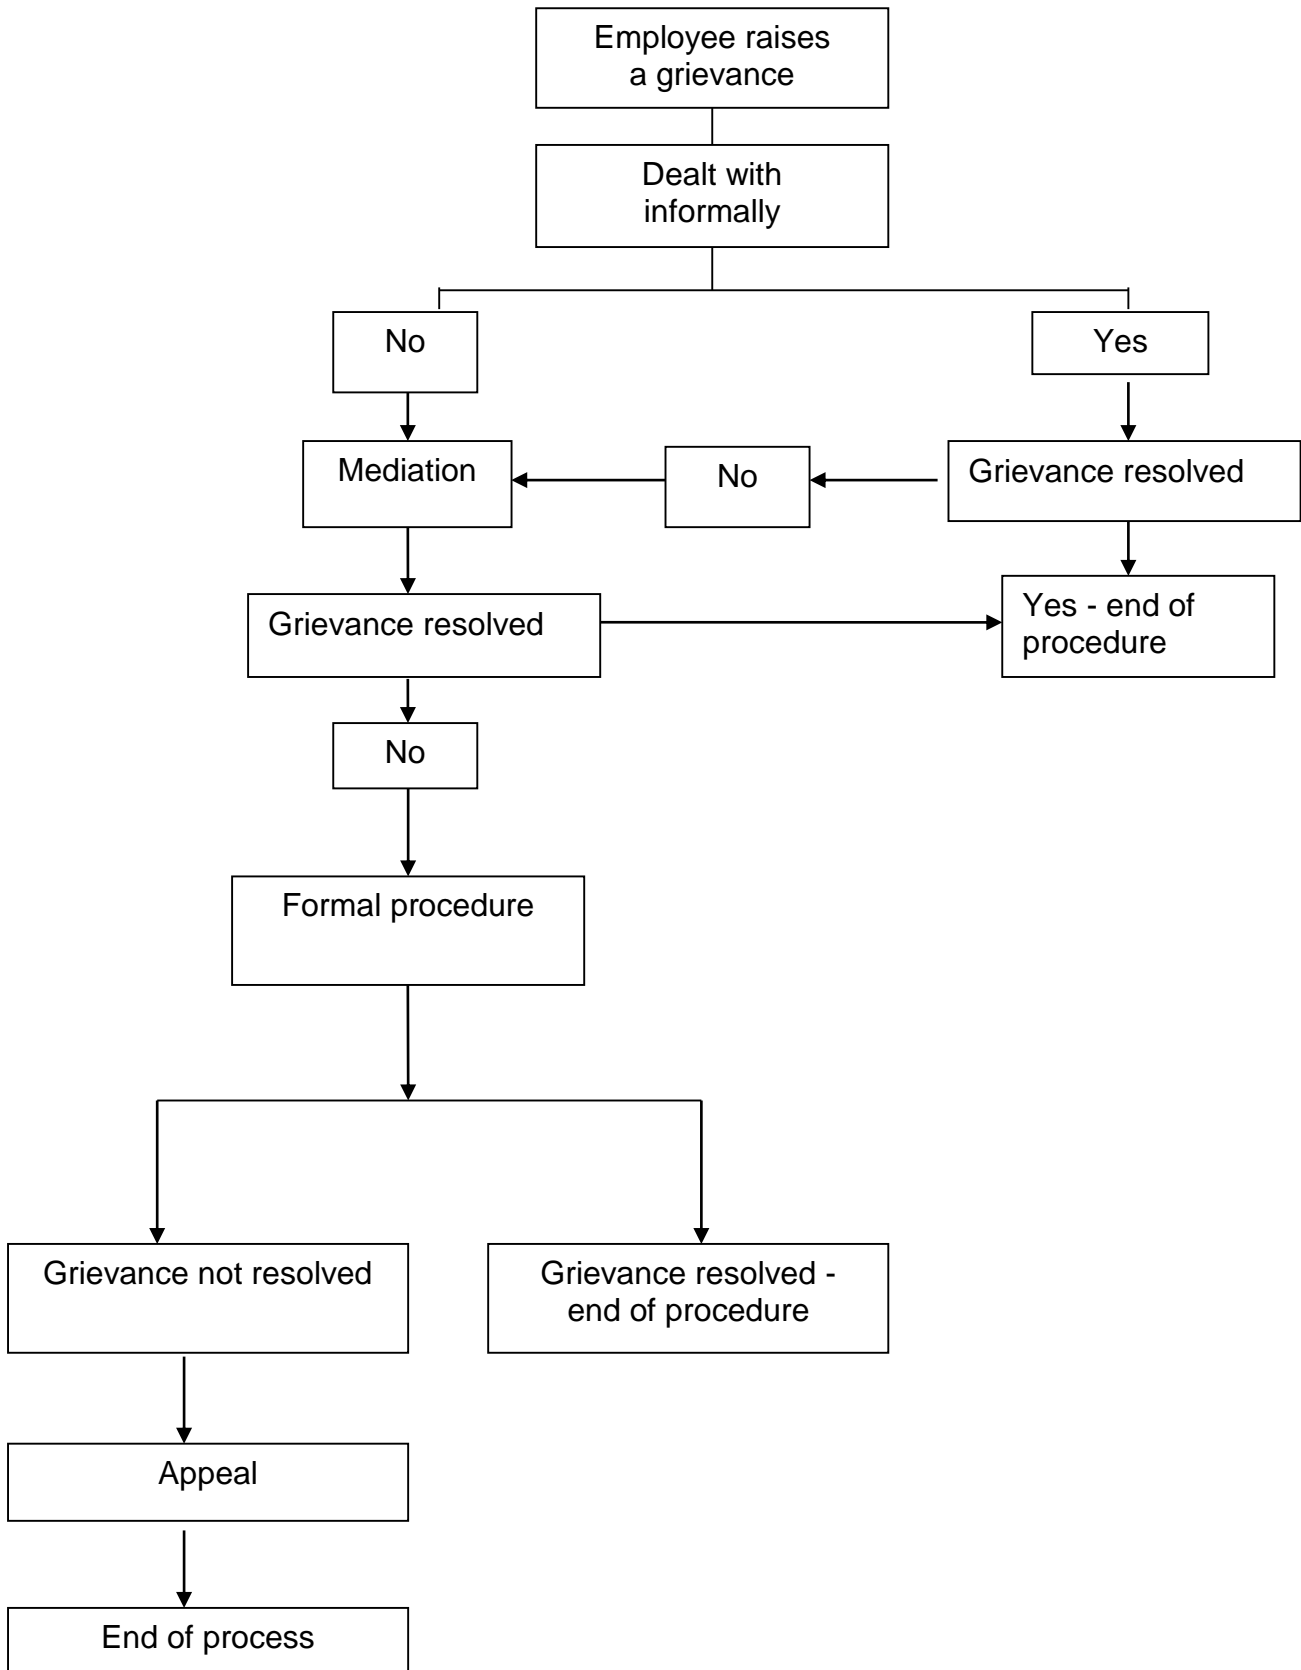 Employee raises
a grievance
Dealt with
informally
No
Yes
Mediation
No
Grievance resolved
Grievance resolved
Yes - end of
procedure
No
Formal procedure
Grievance not resolved
Grievance resolved -
end of procedure
Appeal
End of process